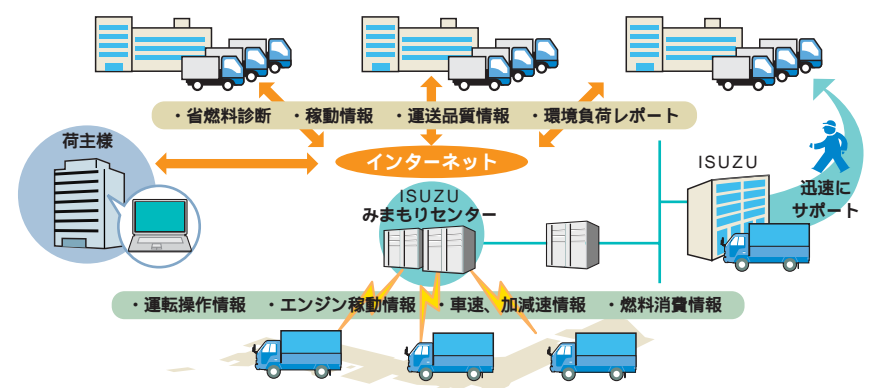 ・省燃料診断 ・稼動情報 ・運送品質情報 ・環境負荷レポート
荷主様
インターネット
ISUZU
みまもりセンター
ISUZU
迅速に
サポート
・運転操作情報 ・エンジン稼動情報 ・車速、加減速情報 ・燃料消費情報